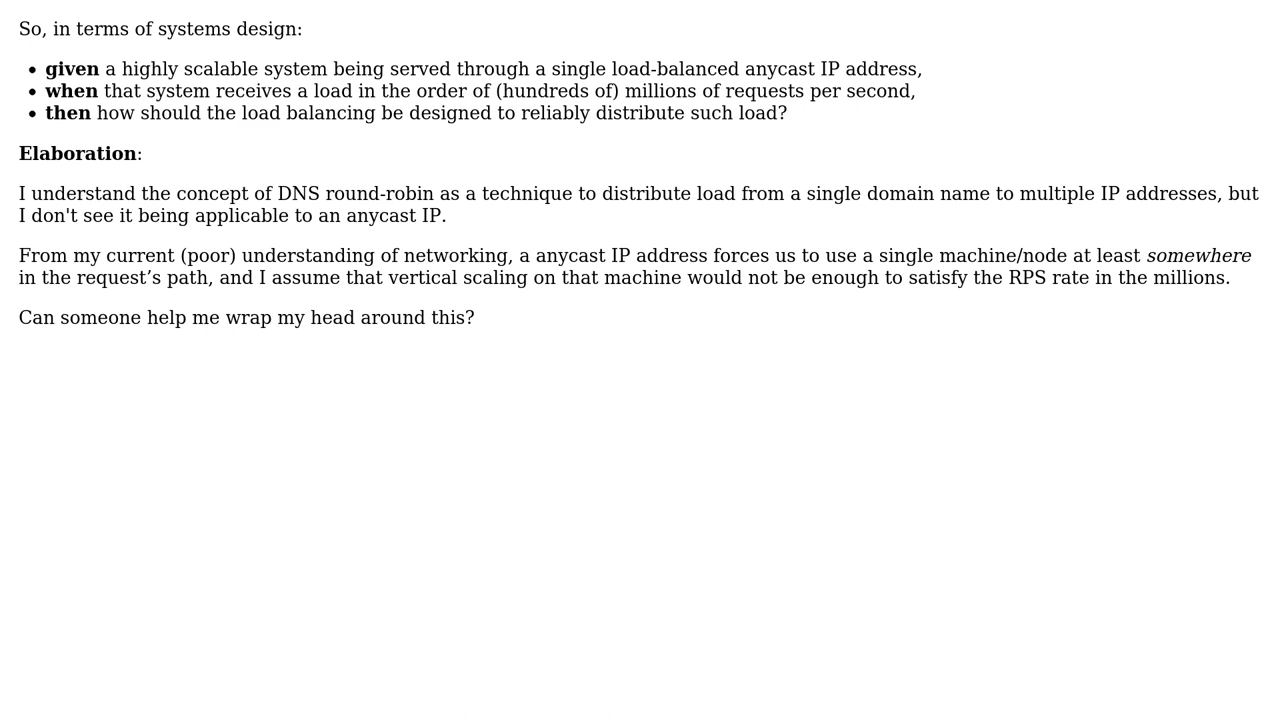 So, in terms of systems design:
• given a highly scalable system being served through a single load-balanced anycast IP address,
• when that system receives a load in the order of (hundreds of) millions of requests per second,
• then how should the load balancing be designed to reliably distribute such load?
Elaboration:
I understand the concept of DNS round-robin as a technique to distribute load from a single domain name to multiple IP addresses, but
I don't see it being applicable to an anycast IP.
From my current (poor) understanding of networking, a anycast IP address forces us to use a single machine/node at least somewhere
in the request’s path, and I assume that vertical scaling on that machine would not be enough to satisfy the RPS rate in the millions.
Can someone help me wrap my head around this?